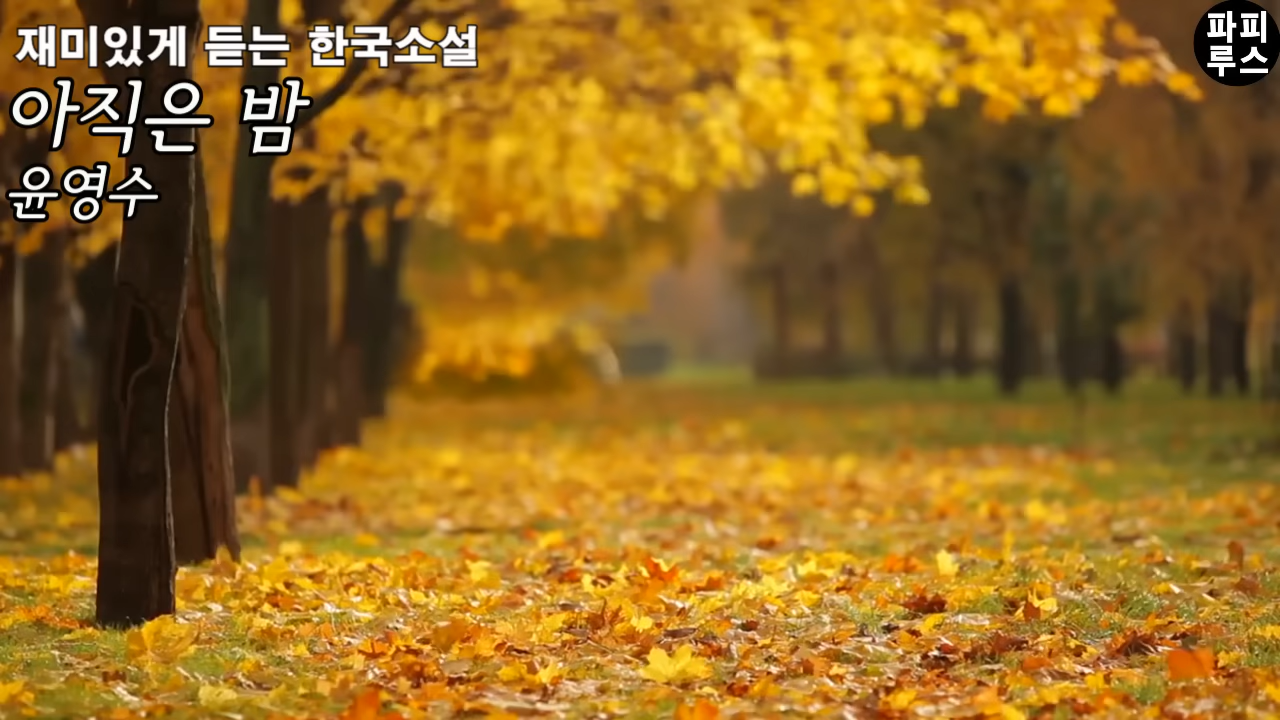 재미있게 듣는 한국소설
아직은 밤
윤영수
파피
루스